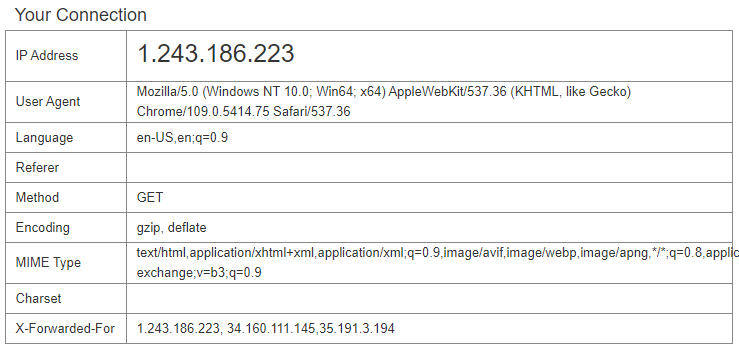 Your Connection
IP Address 1.243.186.223
User Agent Mozilla/5.0 (Windows NT 10.0; Win64; x64) AppleWebKit/537.36 (KHTML, like Gecko)
Chrome/109.0.5414.75 Safari/537.36
Language en-US,en;q=0.9
Referer
Method GET
Encoding gzip, deflate
MIME Type text/html,application/xhtml+xml,application/xml;q=0.9,image/avif,image/webp,image/apng,*/*;q=0.8,applic
exchange;v=b3;q=0.9
Charset
X-Forwarded-For 1.243.186.223, 34.160.111.145,35.191.3.194